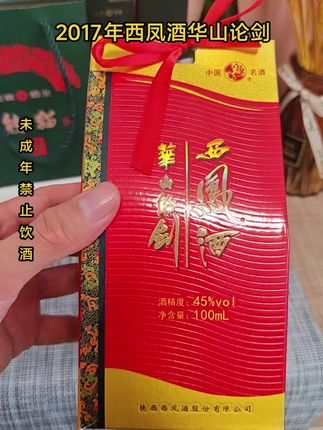 2017年西凤酒华山论剑
中国
名酒
西鳳酒
華山論劍
未成年禁止饮酒
酒精度：45%vol
净含量：100mL
陕西西凤酒股份有限公司